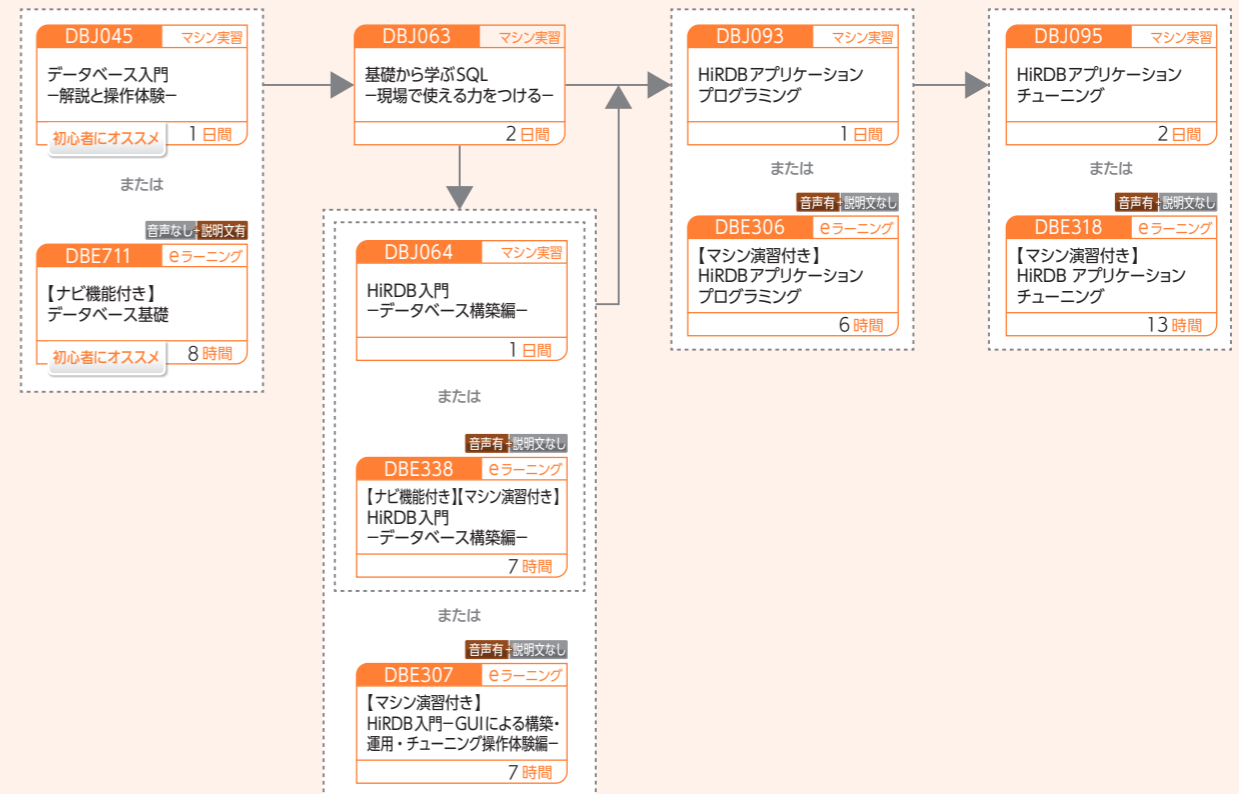 DBJ045 マシン実習
データベース入門
−解説と操作体験−
初心者にオススメ 1日間
または
音声なし+説明文有
DBE711 eラーニング
【ナビ機能付き】
データベース基礎
初心者にオススメ 8時間
DBJ063 マシン実習
基礎から学ぶSQL
−現場で使える力をつける−
2日間
DBJ064 マシン実習
HiRDB入門
−データベース構築編−
1日間
または
音声有+説明文なし
DBE338 eラーニング
【ナビ機能付き】【マシン演習付き】
HiRDB入門
−データベース構築編−
7時間
または
音声有+説明文なし
DBE307 eラーニング
【マシン演習付き】
HiRDB入門−GUIによる構築・
運用・チューニング操作体験編−
7時間
DBJ093 マシン実習
HiRDBアプリケーション
プログラミング
1日間
または
音声有+説明文なし
DBE306 eラーニング
【マシン演習付き】
HiRDBアプリケーション
プログラミング
6時間
DBJ095 マシン実習
HiRDBアプリケーション
チューニング
2日間
または
音声有+説明文なし
DBE318 eラーニング
【マシン演習付き】
HiRDB アプリケーション
チューニング
13時間